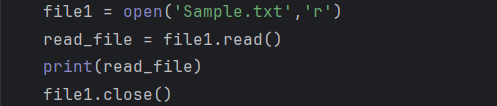 file1 = open('Sample.txt','r')
read_file = file1.read()
print(read_file)
file1.close()